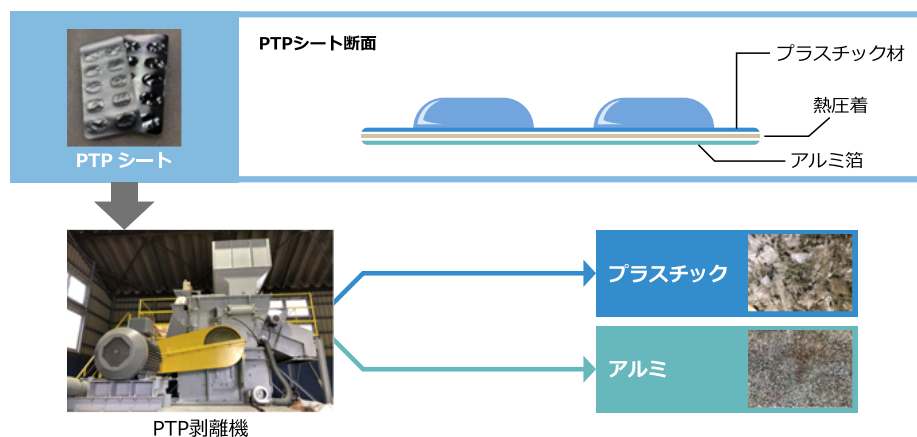 PTPシート断面
プラスチック材
熱圧着
アルミ箔
PTP シート
プラスチック
アルミ
PTP剥離機